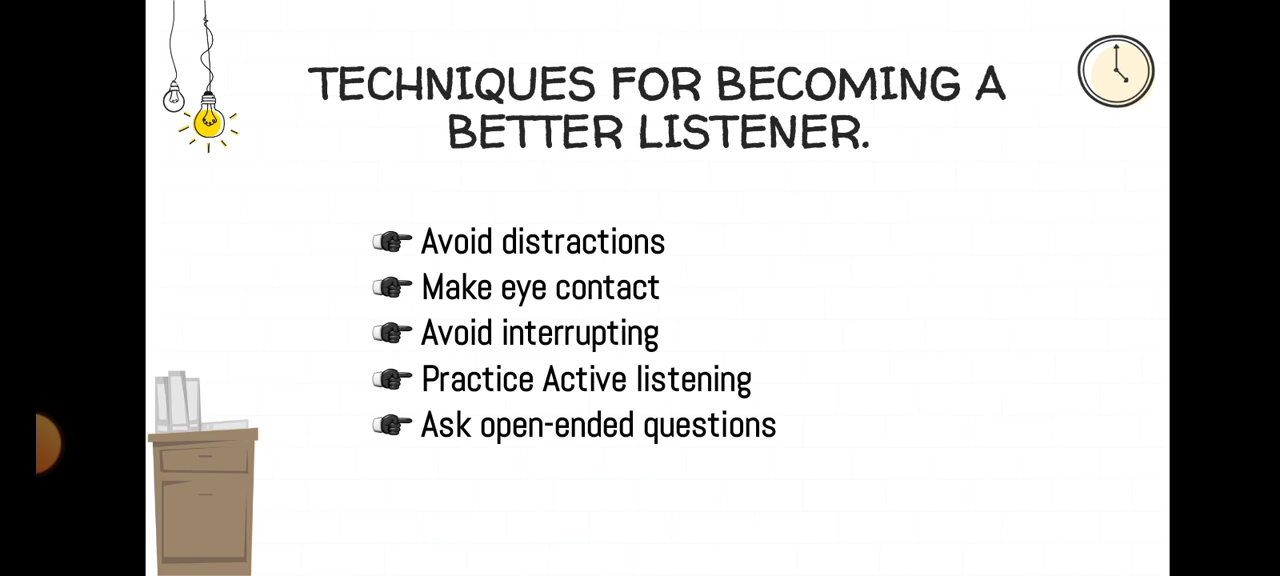 TECHNIQUES FOR BECOMING A
BETTER LISTENER.
Avoid distractions
Make eye contact
Avoid interrupting
Practice Active listening
Ask open-ended questions